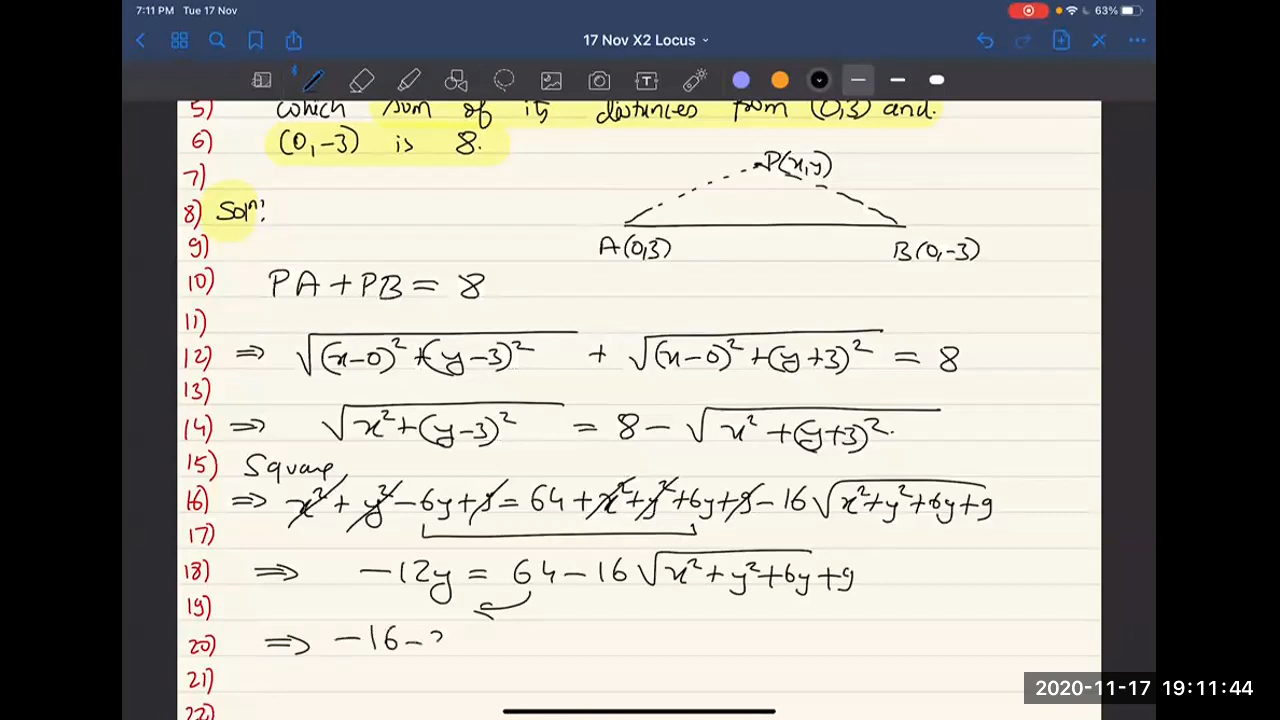 7:11 PM Tue 17 Nov
63%
17 Nov X2 Locus
5) which sum of its distances from (0,3) and
6) (0,-3) is 8.
7) P(x,y)
8) Soln:
9) A(0,3) B(0,-3)
10) PA + PB = 8
11)
12) ⇒ √(x-0)² + (y-3)² + √(x-0)² + (y+3)² = 8
13)
14) ⇒ √x² + (y-3)² = 8 - √x² + (y+3)².
15) Square
16) ⇒ x² + y² - 6y + 9 = 64 + x² + y² + 6y + 9 - 16 √x² + y² + 6y + 9
17)
18) ⇒ -12y = 64 - 16 √x² + y² + 6y + 9
19)
20) ⇒ -16 -
21)
22)
2020-11-17 19:11:44